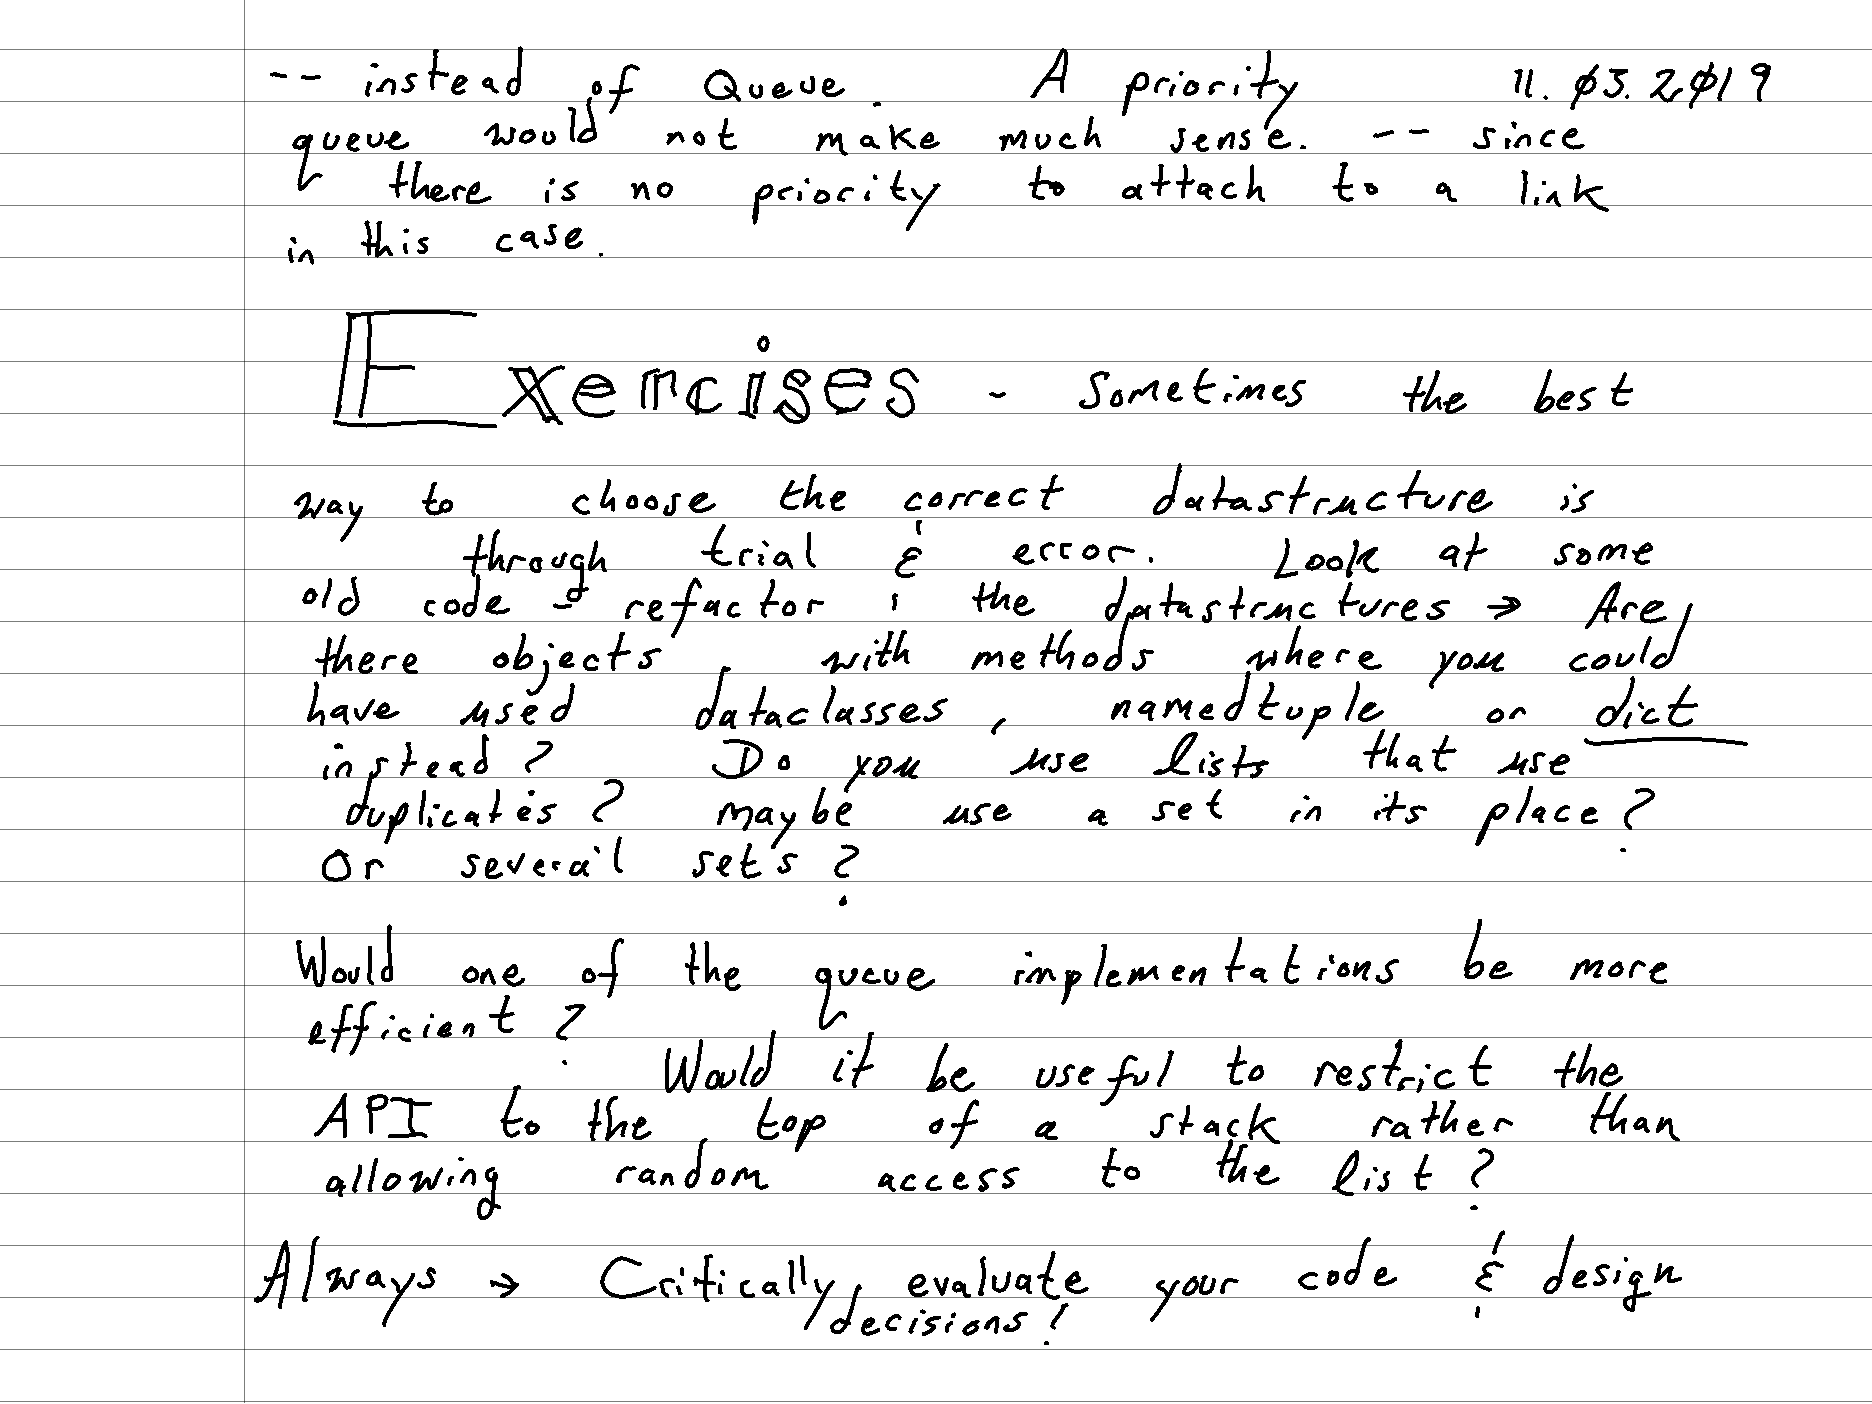 -- instead of Queue. A priority 11.03.2019
queue would not make much sense. -- since
there is no priority to attach to a link
in this case.
Exercises - Sometimes the best
way to choose the correct datastructure is
through trial & error. Look at some
old code - refactor & the datastructures → Are
there objects with methods where you could
have used dataclasses, namedtuple or dict
instead? Do you use lists that use
duplicates? maybe use a set in its place?
Or several sets?
Would one of the queue implementations be more
efficient?
Would it be useful to restrict the
API to the top of a stack rather than
allowing random access to the list?
Always → Critically evaluate your code & design
decisions!